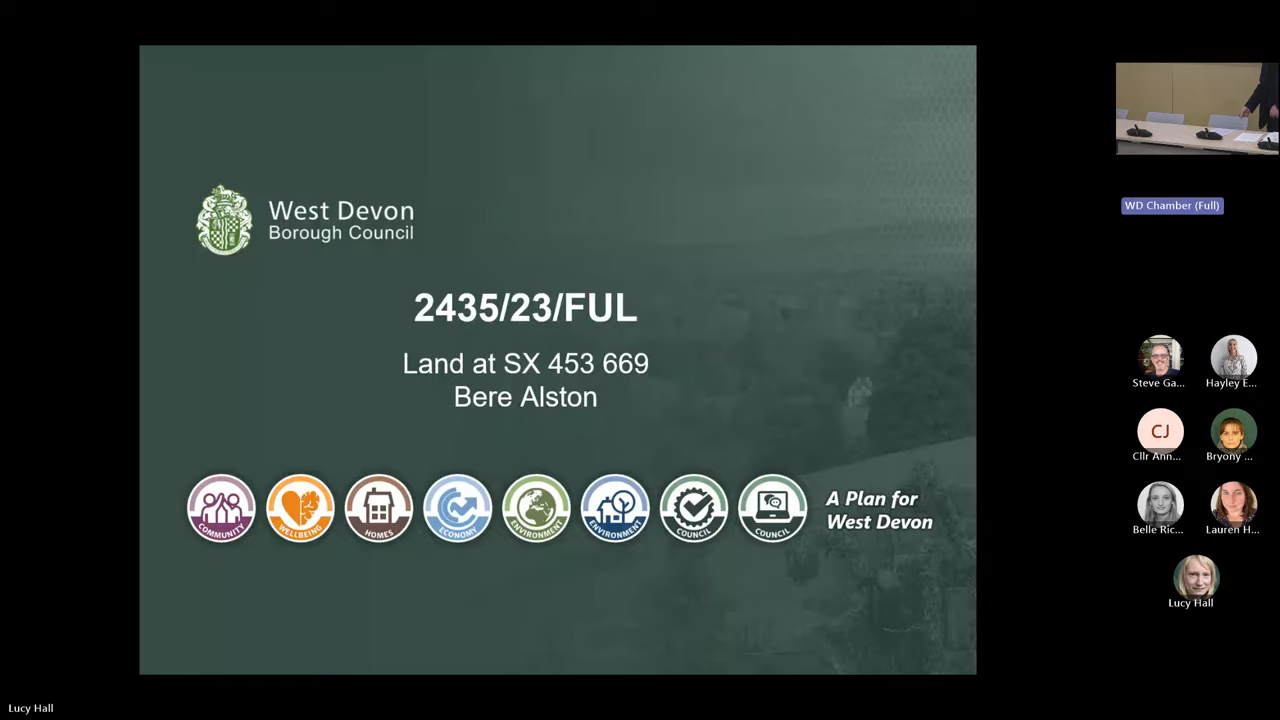 West Devon
Borough Council
2435/23/FUL
Land at SX 453 669
Bere Alston
COMMUNITY
WELLBEING
HOMES
ECONOMY
ENVIRONMENT
ENVIRONMENT
COUNCIL
COUNCIL
A Plan for
West Devon
WD Chamber (Full)
Steve Ga...
Hayley E...
CJ
Cllr Ann...
Bryony ...
Belle Ric...
Lauren H...
Lucy Hall
Lucy Hall